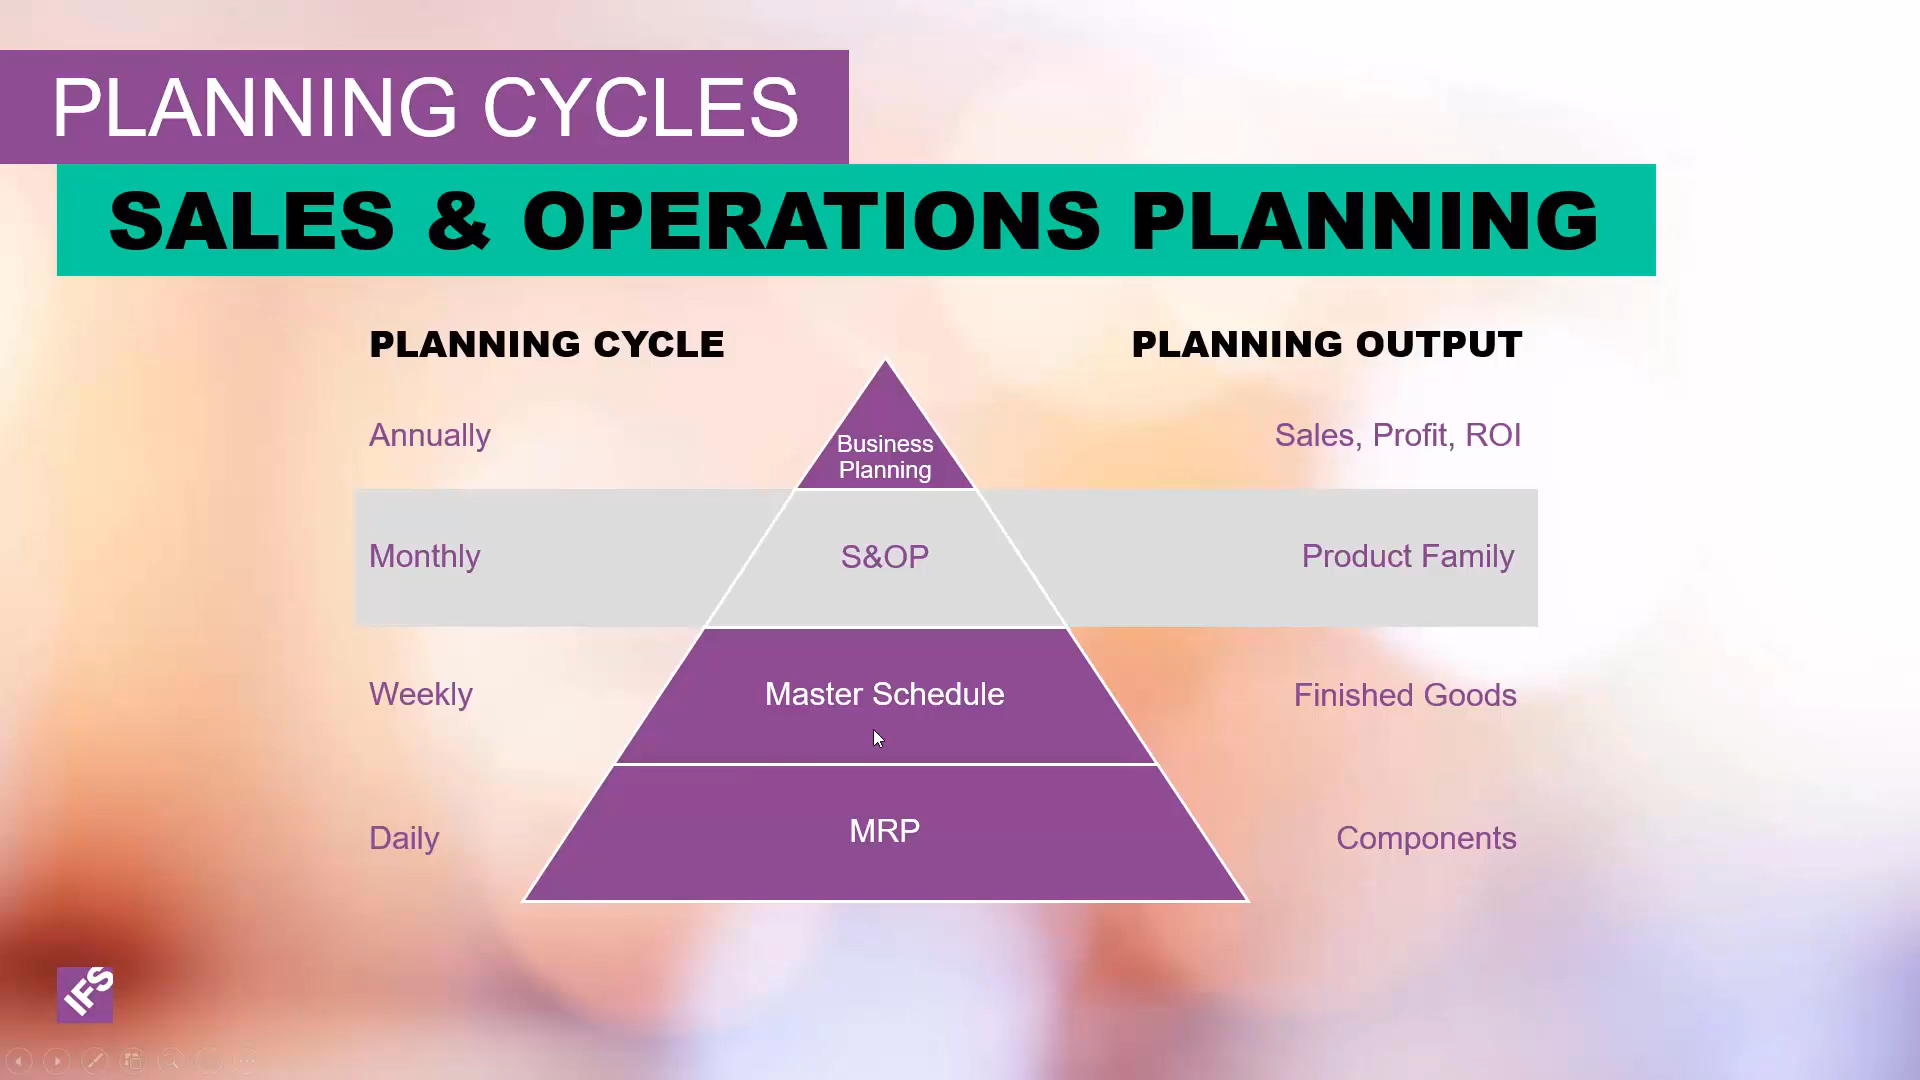 PLANNING CYCLES
SALES & OPERATIONS PLANNING
PLANNING CYCLE
PLANNING OUTPUT
Annually
Business
Planning
Sales, Profit, ROI
Monthly
S&OP
Product Family
Weekly
Master Schedule
Finished Goods
Daily
MRP
Components
IFS